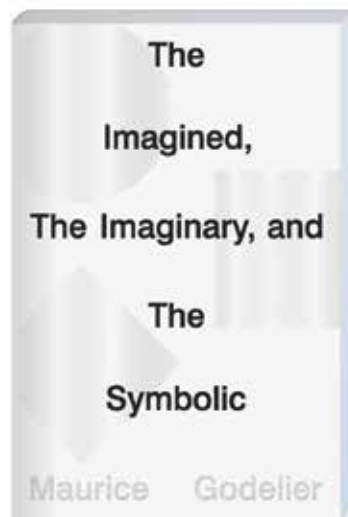 The
Imagined,
The Imaginary, and
The
Symbolic
Maurice Godelier